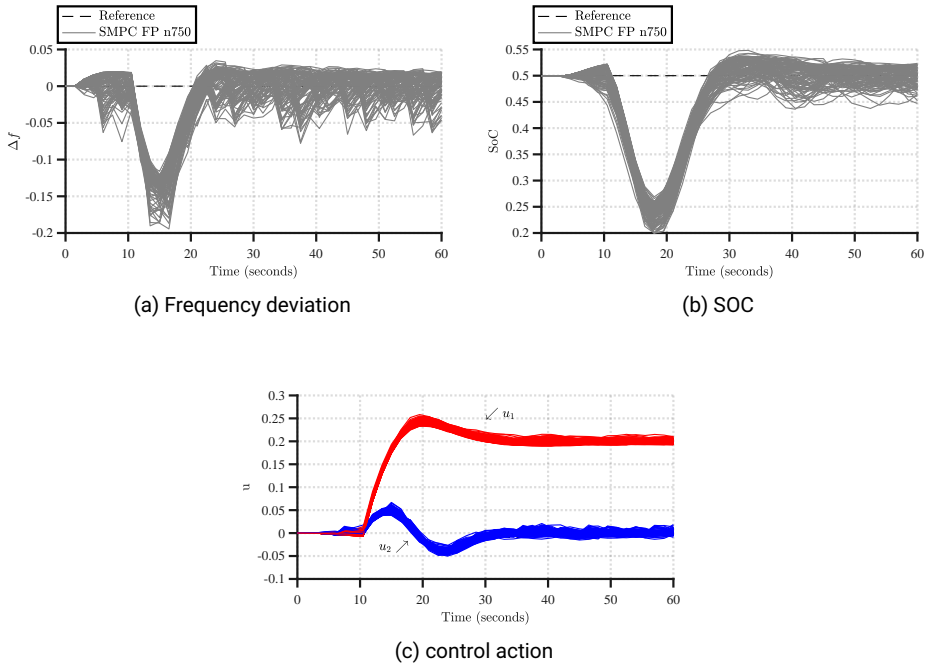 Reference
SMPC FP n750
0.05
0
-0.05
-0.1
-0.15
-0.2
Δf
0 10 20 30 40 50 60
Time (seconds)
(a) Frequency deviation
Reference
SMPC FP n750
0.55
0.5
0.45
0.4
0.35
0.3
0.25
0.2
SoC
0 10 20 30 40 50 60
Time (seconds)
(b) SOC
0.3
0.25
0.2
0.15
0.1
0.05
0
-0.05
-0.1
u
u₁
u₂
0 10 20 30 40 50 60
Time (seconds)
(c) control action